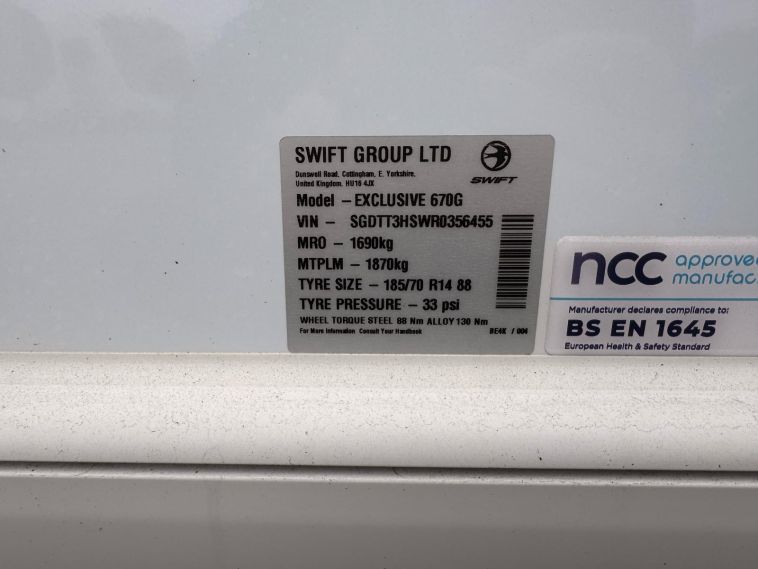 SWIFT GROUP LTD
SWIFT
Dunswell Road, Cottingham, E. Yorkshire,
United Kingdom. HU16 4JX
Model – EXCLUSIVE 670G
VIN – SGDTT3HSWR0356455
MRO – 1690kg
MTPLM – 1870kg
TYRE SIZE – 185/70 R14 88
TYRE PRESSURE – 33 psi
WHEEL TORQUE STEEL 88 Nm ALLOY 130 Nm
For More Information Consult Your Handbook BE4K / 004
ncc approved
manufac
Manufacturer declares compliance to:
BS EN 1645
European Health & Safety Standard